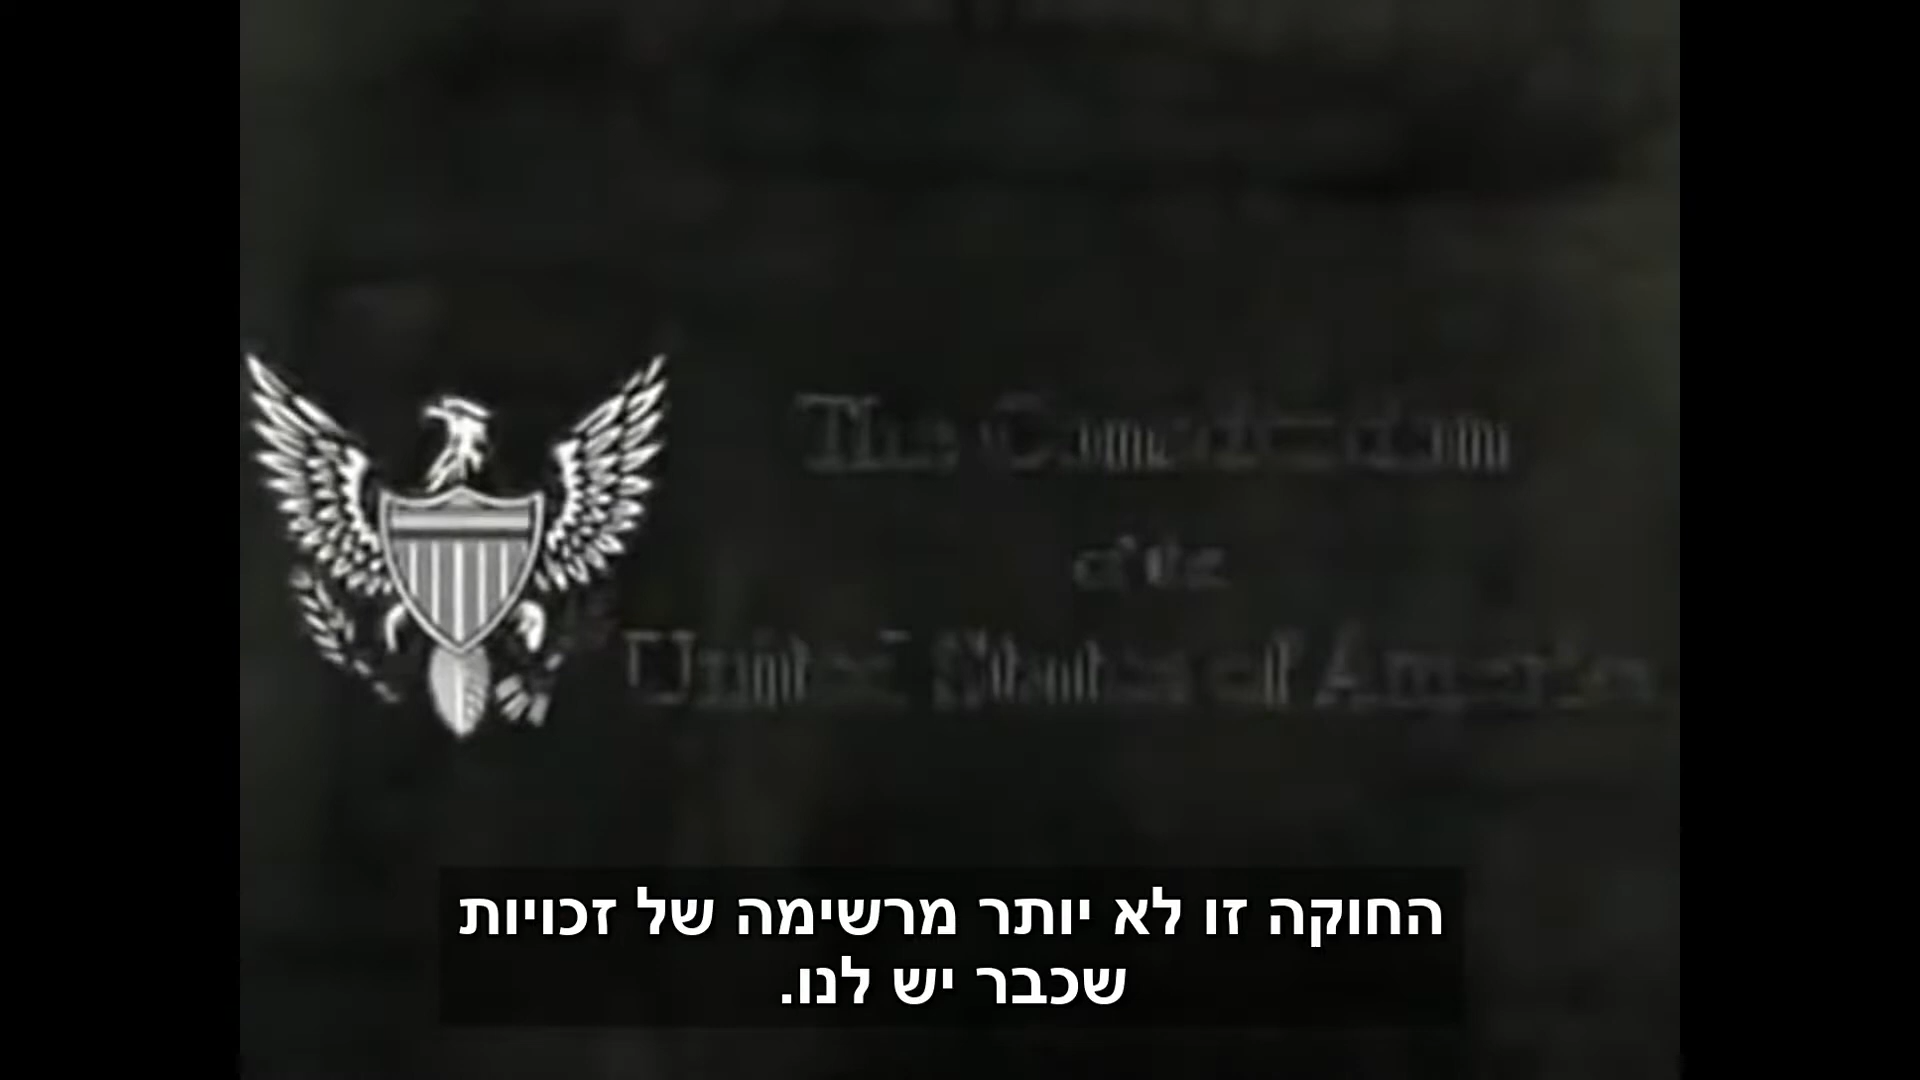 The Constitution
of the
United States of America
החוקה זו לא יותר מרשימה של זכויות
שכבר יש לנו.